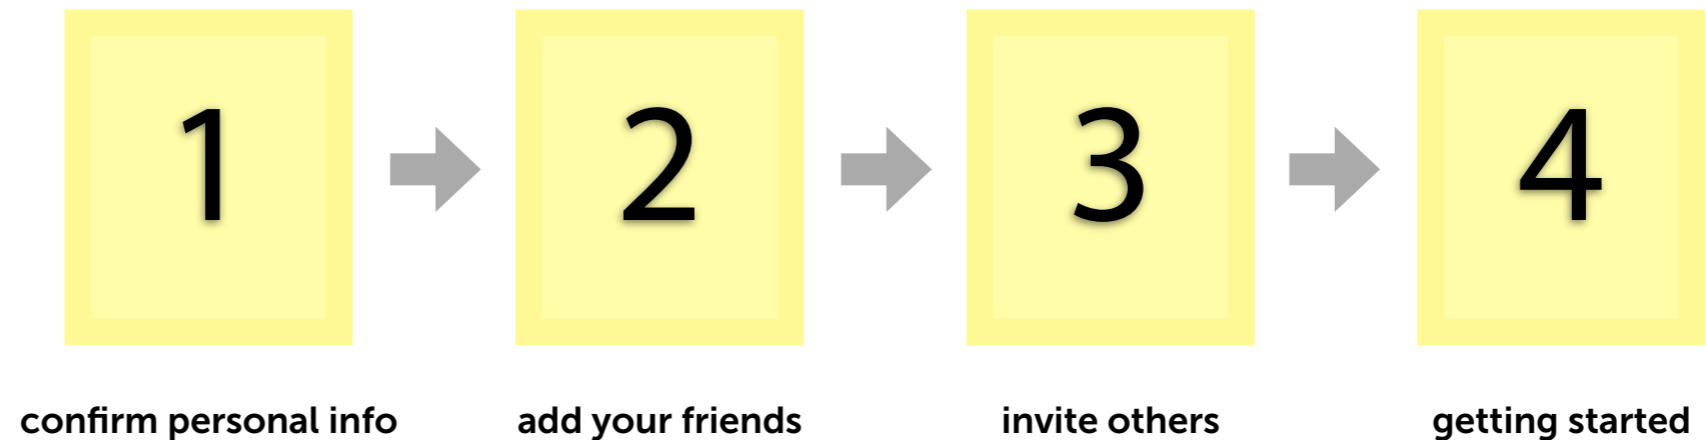 1
2
3
4
confirm personal info
add your friends
invite others
getting started